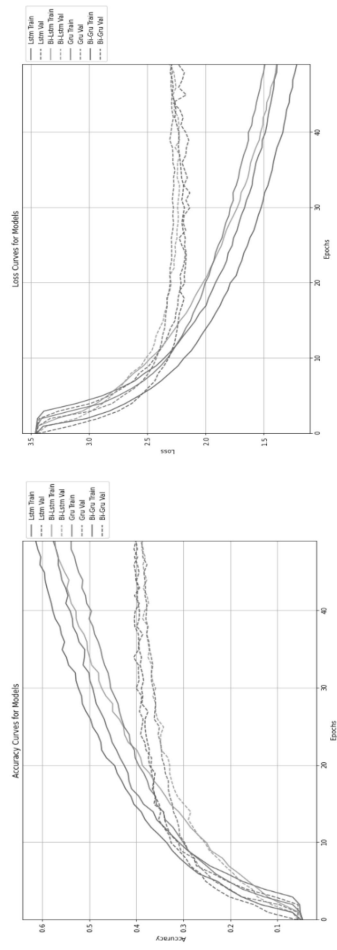 Accuracy Curves for Models
Accuracy
0.6
0.5
0.4
0.3
0.2
0.1
0
10
20
30
40
Epochs
Lstm Train
Lstm Val
Bi-Lstm Train
Bi-Lstm Val
Gru Train
Gru Val
Bi-Gru Train
Bi-Gru Val
Loss Curves for Models
Loss
3.5
3.0
2.5
2.0
1.5
0
10
20
30
40
Epochs
Lstm Train
Lstm Val
Bi-Lstm Train
Bi-Lstm Val
Gru Train
Gru Val
Bi-Gru Train
Bi-Gru Val